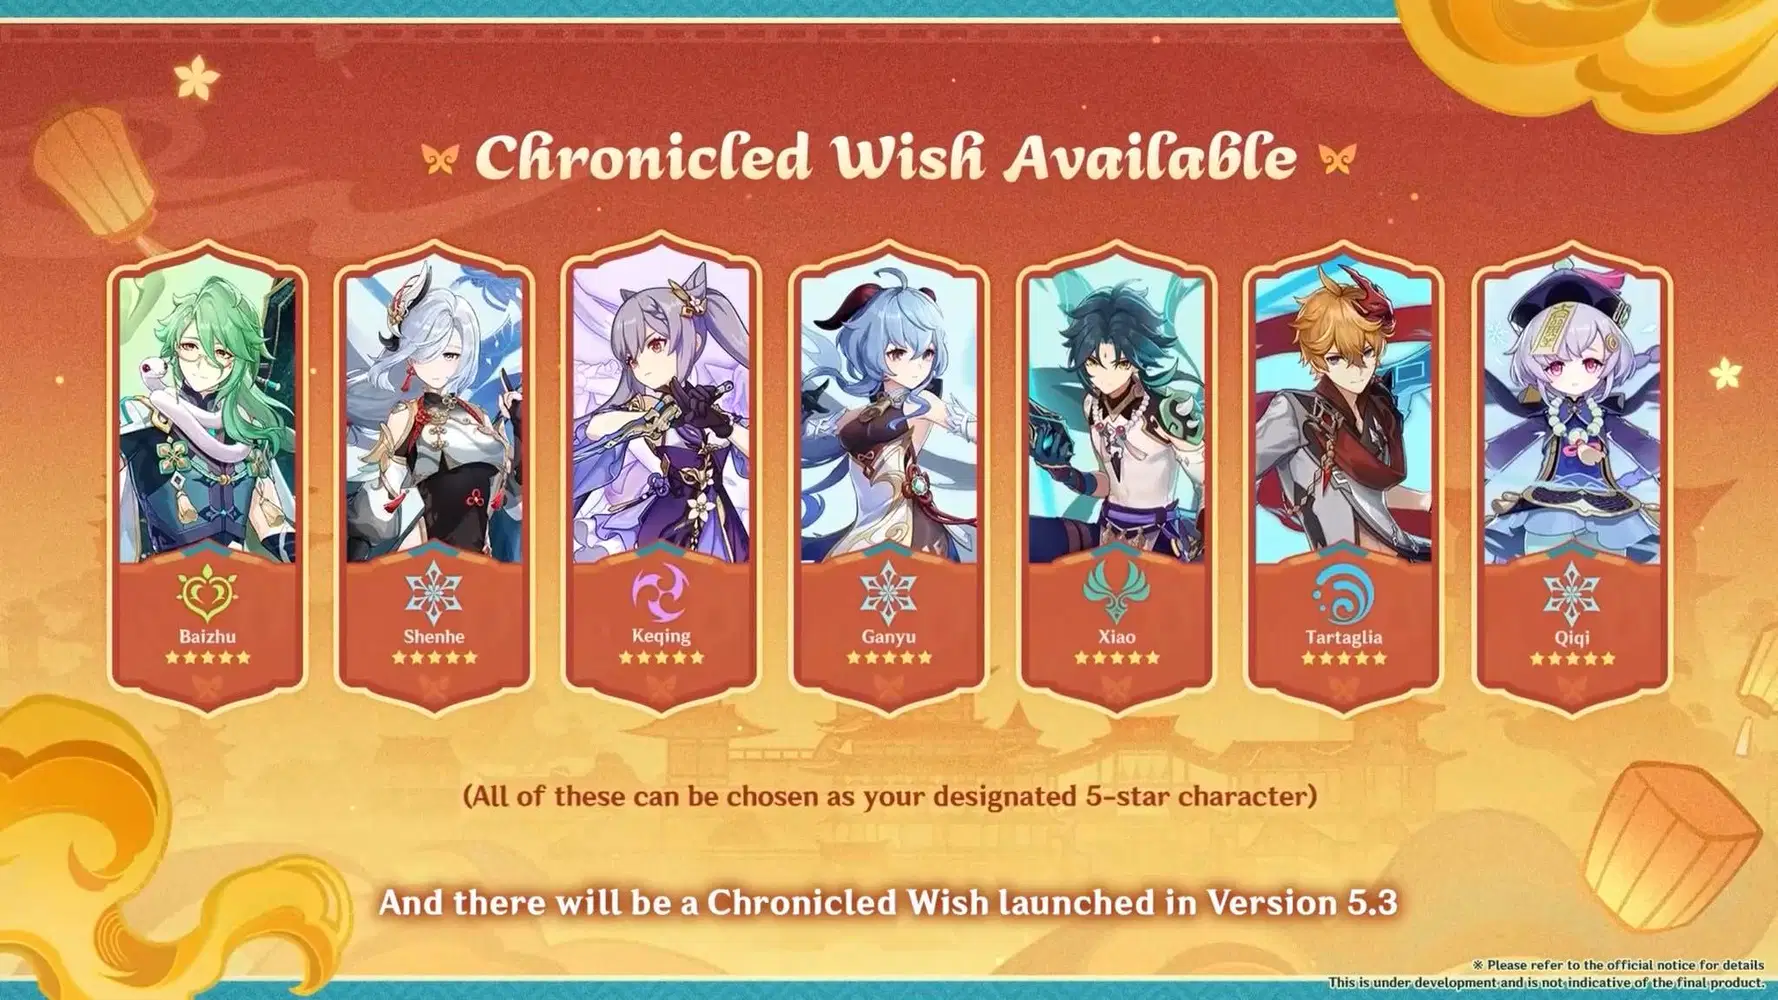 Chronicled Wish Available
Baizhu
Shenhe
Keqing
Ganyu
Xiao
Tartaglia
Qiqi
(All of these can be chosen as your designated 5-star character)
And there will be a Chronicled Wish launched in Version 5.3
※ Please refer to the official notice for details
This is under development and is not indicative of the final product.